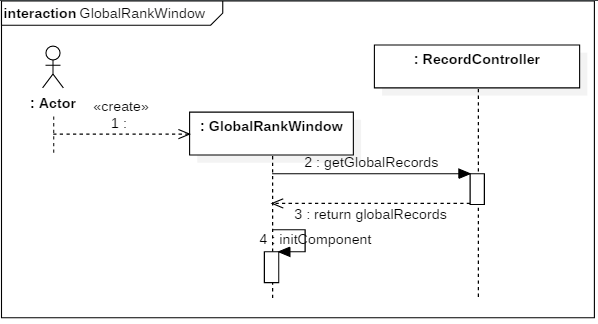 interaction GlobalRankWindow
: RecordController
: Actor
«create»
1 :
: GlobalRankWindow
2 : getGlobalRecords
3 : return globalRecords
4 : initComponent